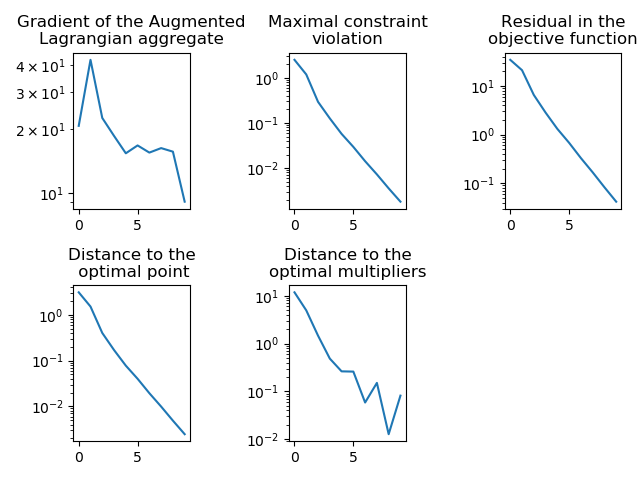 Gradient of the Augmented
Lagrangian aggregate
Maximal constraint
violation
Residual in the
objective function
4 × 10¹
3 × 10¹
2 × 10¹
10¹
0 5
10⁰
10⁻¹
10⁻²
0 5
10¹
10⁰
10⁻¹
0 5
Distance to the
optimal point
Distance to the
optimal multipliers
10⁰
10⁻¹
10⁻²
0 5
10¹
10⁰
10⁻¹
10⁻²
0 5